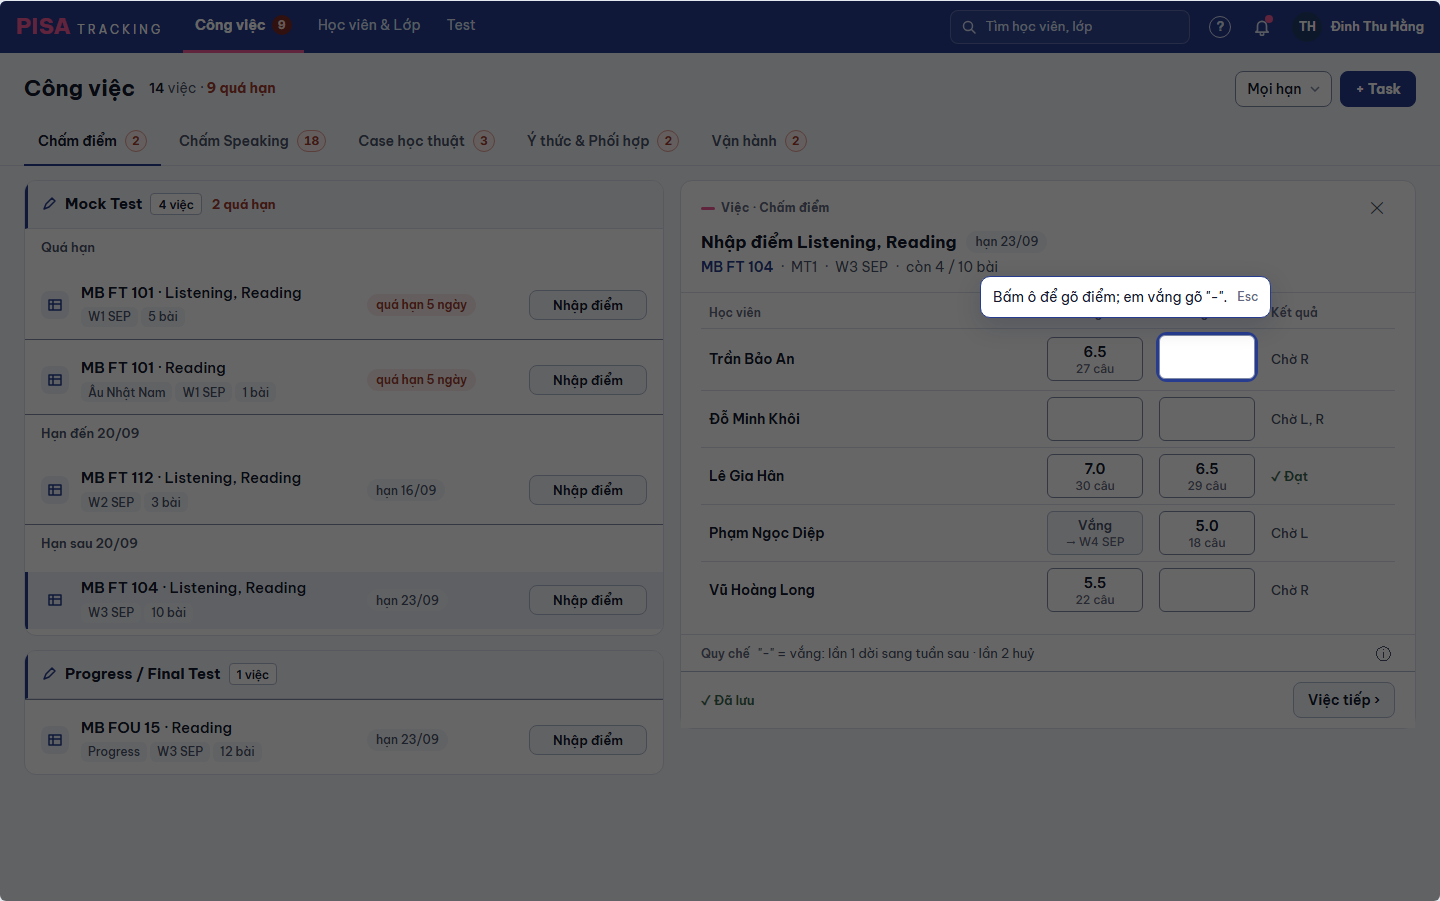 PISA TRACKING
Công việc 9
Học viên & Lớp
Test
Tìm học viên, lớp
?
TH Đinh Thu Hằng
Công việc
14 việc · 9 quá hạn
Mọi hạn
+ Task
Chấm điểm 2
Chấm Speaking 18
Case học thuật 3
Ý thức & Phối hợp 2
Vận hành 2
Mock Test 4 việc 2 quá hạn
Quá hạn
MB FT 101 · Listening, Reading
W1 SEP 5 bài
quá hạn 5 ngày
Nhập điểm
MB FT 101 · Reading
Âu Nhật Nam W1 SEP 1 bài
quá hạn 5 ngày
Nhập điểm
Hạn đến 20/09
MB FT 112 · Listening, Reading
W2 SEP 3 bài
hạn 16/09
Nhập điểm
Hạn sau 20/09
MB FT 104 · Listening, Reading
W3 SEP 10 bài
hạn 23/09
Nhập điểm
Progress / Final Test 1 việc
MB FOU 15 · Reading
Progress W3 SEP 12 bài
hạn 23/09
Nhập điểm
Việc · Chấm điểm
Nhập điểm Listening, Reading hạn 23/09
MB FT 104 · MT1 · W3 SEP · còn 4 / 10 bài
Bấm ô để gõ điểm; em vắng gõ "-". Esc
Học viên
Kết quả
Trần Bảo An
6.5
27 câu
Chờ R
Đỗ Minh Khôi
Chờ L, R
Lê Gia Hân
7.0
30 câu
6.5
29 câu
✓ Đạt
Phạm Ngọc Diệp
Vắng
→ W4 SEP
5.0
18 câu
Chờ L
Vũ Hoàng Long
5.5
22 câu
Chờ R
Quy chế "-" = vắng: lần 1 dời sang tuần sau · lần 2 huỷ
✓ Đã lưu
Việc tiếp ›